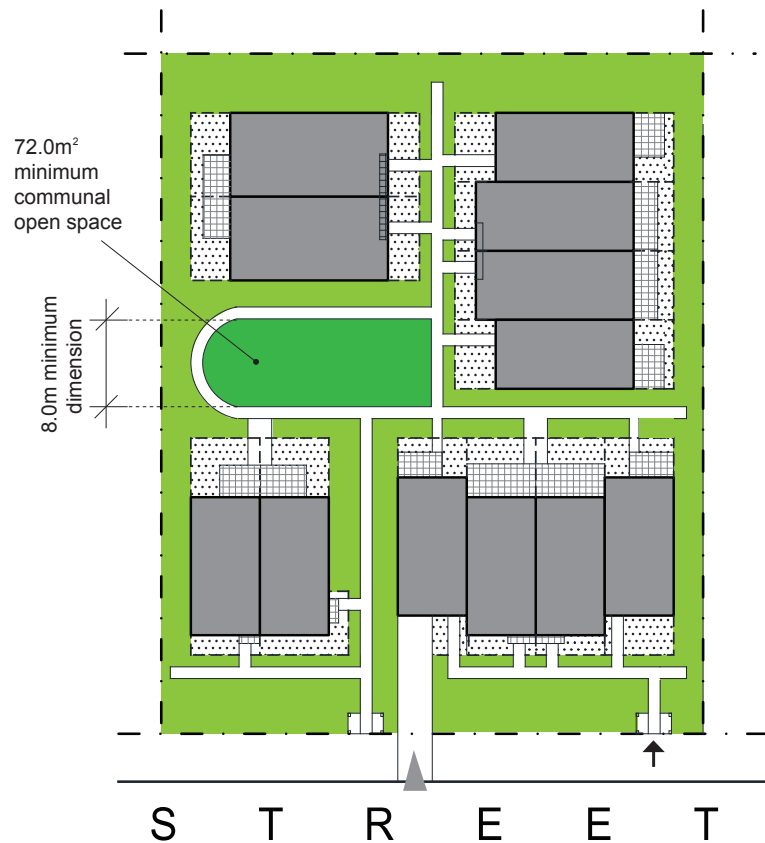 72.0m²
minimum
communal
open space
8.0m minimum
dimension
S T R E E T